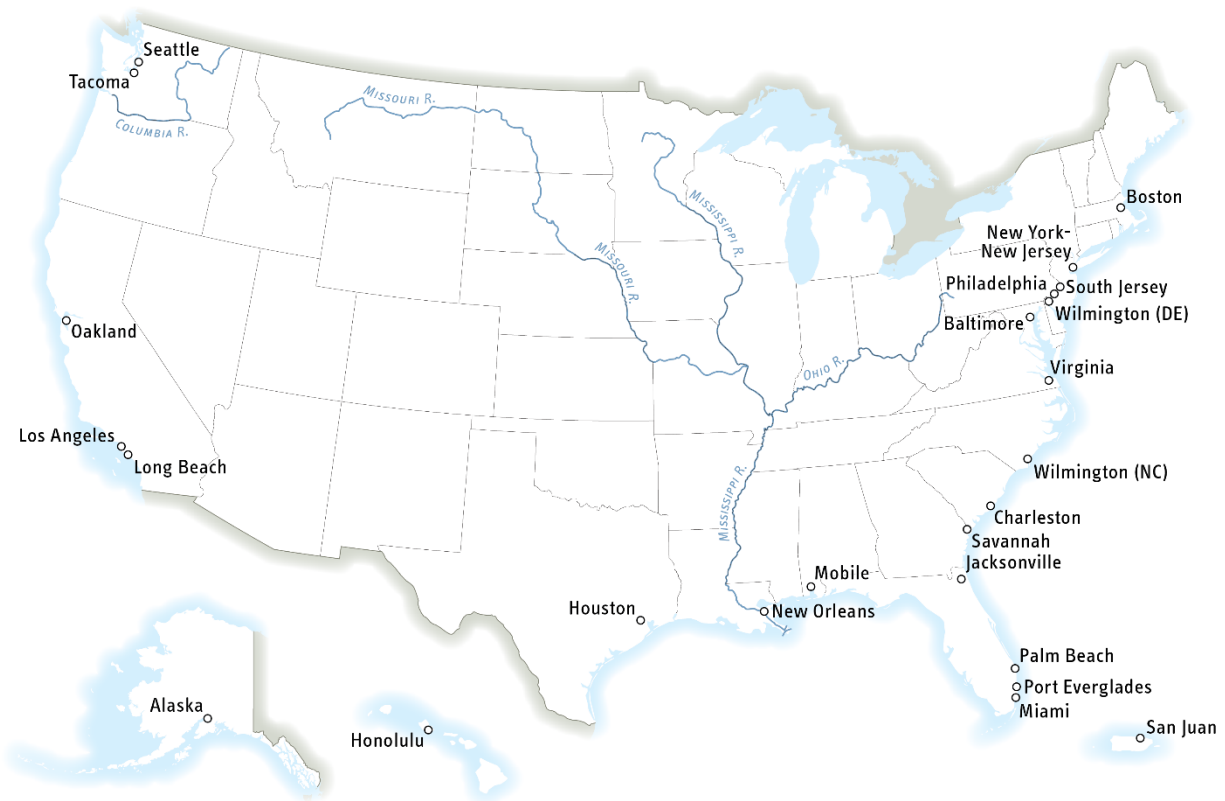 Seattle
Tacoma
MISSOURI R.
COLUMBIA R.
MISSISSIPPI R.
Boston
New York-
New Jersey
MISSOURI R.
Philadelphia
South Jersey
Wilmington (DE)
Baltimore
Oakland
OHIO R.
Virginia
Los Angeles
Long Beach
MISSISSIPPI R.
Wilmington (NC)
Charleston
Savannah
Jacksonville
Mobile
Houston
New Orleans
Palm Beach
Port Everglades
Miami
Alaska
Honolulu
San Juan